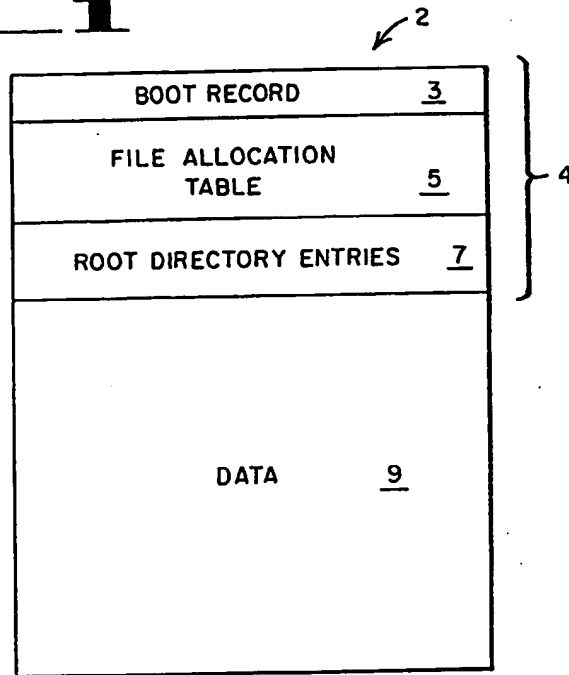 2
BOOT RECORD 3
4
FILE ALLOCATION
TABLE 5
ROOT DIRECTORY ENTRIES 7
DATA 9